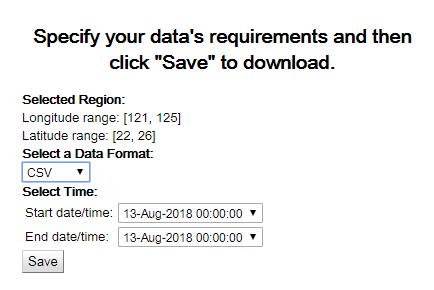 Specify your data's requirements and then
click "Save" to download.
Selected Region:
Longitude range: [121, 125]
Latitude range: [22, 26]
Select a Data Format:
CSV
Select Time:
Start date/time: 13-Aug-2018 00:00:00
End date/time: 13-Aug-2018 00:00:00
Save